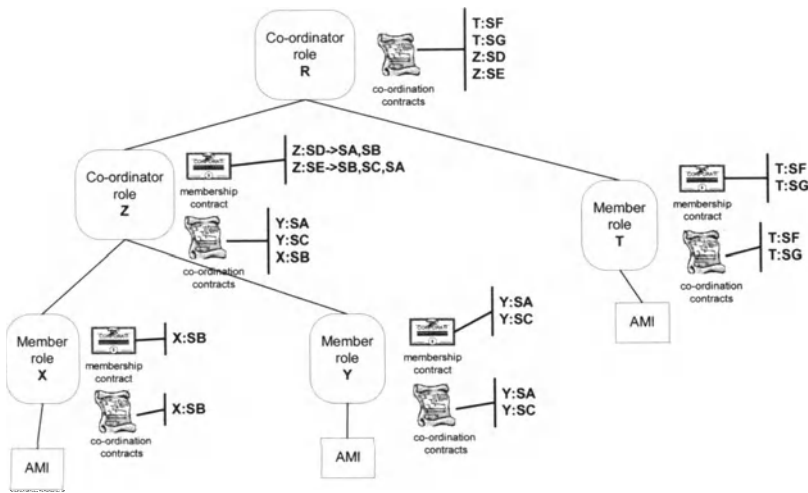 Co-ordinator
role
R
co-ordination
contracts
T:SF
T:SG
Z:SD
Z:SE
Co-ordinator
role
Z
membership
contract
Z:SD->SA,SB
Z:SE->SB,SC,SA
co-ordination
contracts
Y:SA
Y:SC
X:SB
Member
role
T
membership
contract
T:SF
T:SG
co-ordination
contracts
T:SF
T:SG
AMI
Member
role
X
membership
contract
X:SB
co-ordination
contracts
X:SB
AMI
Member
role
Y
membership
contract
Y:SA
Y:SC
co-ordination
contracts
Y:SA
Y:SC
AMI